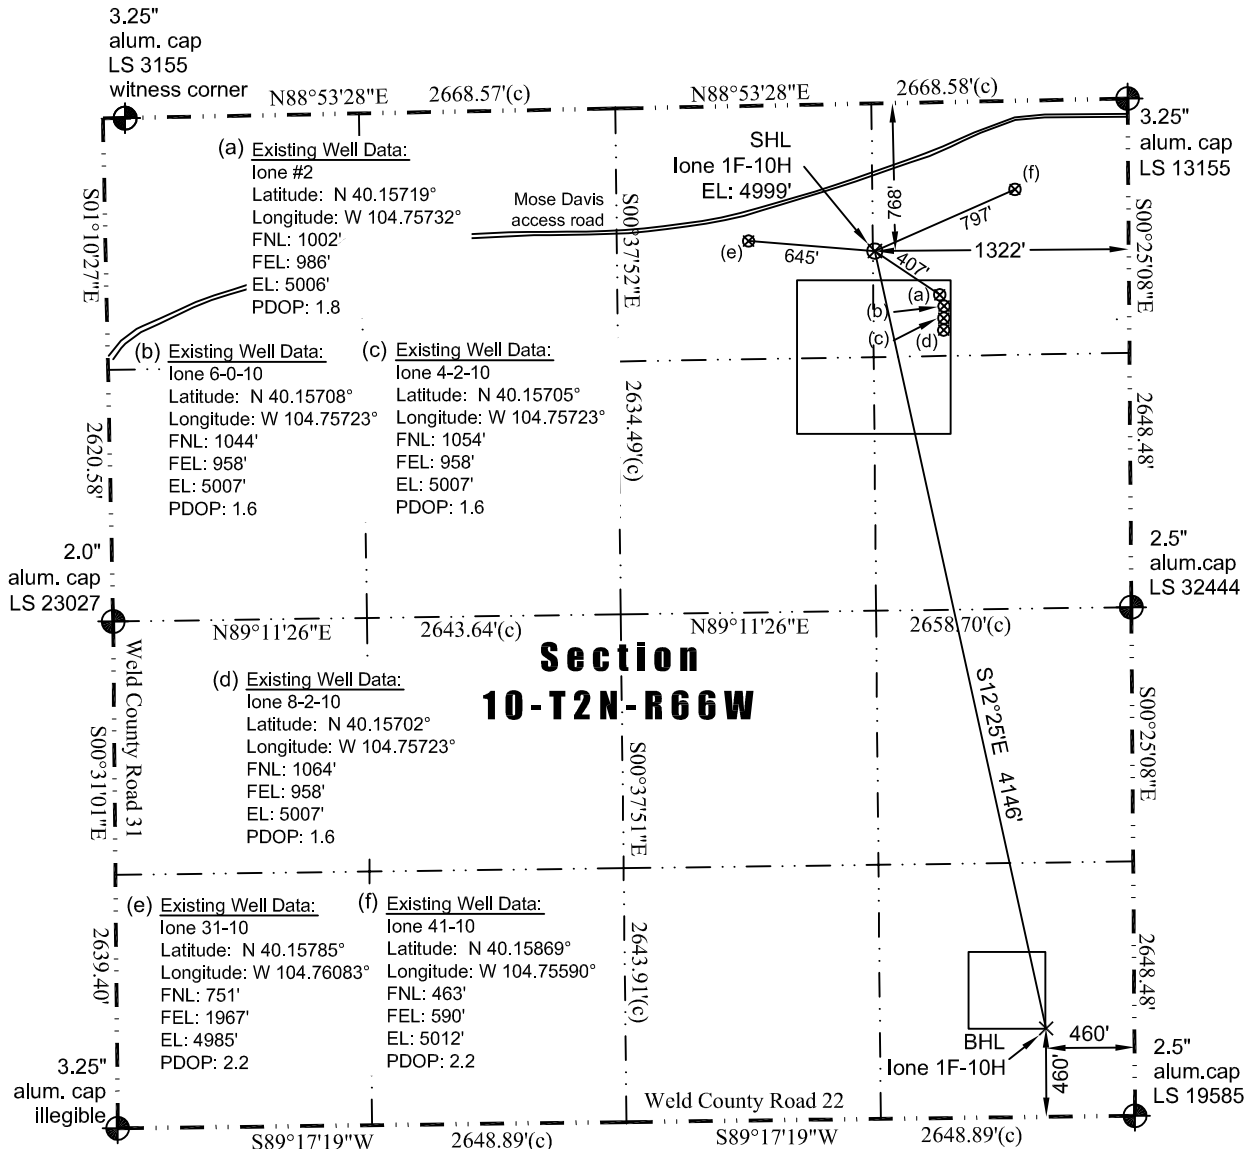 3.25"
alum. cap
LS 3155
witness corner
N88°53'28"E
2668.57'(c)
N88°53'28"E
2668.58'(c)
3.25"
alum. cap
LS 13155
SHL
Ione 1F-10H
EL: 4999'
768'
(f)
797'
1322'
(e)
645'
407'
(a)
(b)
(c)
(d)
Mose Davis
access road
(a) Existing Well Data:
Ione #2
Latitude: N 40.15719°
Longitude: W 104.75732°
FNL: 1002'
FEL: 986'
EL: 5006'
PDOP: 1.8
S01°10'27"E
S00°37'52"E
S00°25'08"E
(b) Existing Well Data:
Ione 6-0-10
Latitude: N 40.15708°
Longitude: W 104.75723°
FNL: 1044'
FEL: 958'
EL: 5007'
PDOP: 1.6
(c) Existing Well Data:
Ione 4-2-10
Latitude: N 40.15705°
Longitude: W 104.75723°
FNL: 1054'
FEL: 958'
EL: 5007'
PDOP: 1.6
2620.58'
2634.49'(c)
2648.48'
2.0"
alum. cap
LS 23027
2.5"
alum.cap
LS 32444
N89°11'26"E
2643.64'(c)
N89°11'26"E
2658.70'(c)
Section
10-T2N-R66W
Weld County Road 31
S00°31'01"E
(d) Existing Well Data:
Ione 8-2-10
Latitude: N 40.15702°
Longitude: W 104.75723°
FNL: 1064'
FEL: 958'
EL: 5007'
PDOP: 1.6
S00°37'51"E
S12°25'E 4146'
S00°25'08"E
(e) Existing Well Data:
Ione 31-10
Latitude: N 40.15785°
Longitude: W 104.76083°
FNL: 751'
FEL: 1967'
EL: 4985'
PDOP: 2.2
(f) Existing Well Data:
Ione 41-10
Latitude: N 40.15869°
Longitude: W 104.75590°
FNL: 463'
FEL: 590'
EL: 5012'
PDOP: 2.2
2639.40'
2643.91'(c)
2648.48'
BHL
Ione 1F-10H
460'
460'
3.25"
alum. cap
illegible
2.5"
alum.cap
LS 19585
Weld County Road 22
S89°17'19"W
2648.89'(c)
S89°17'19"W
2648.89'(c)